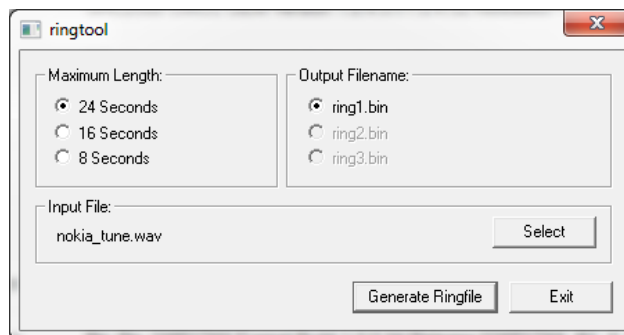 ringtool
Maximum Length:
24 Seconds
16 Seconds
8 Seconds
Output Filename:
ring1.bin
ring2.bin
ring3.bin
Input File:
nokia_tune.wav
Select
Generate Ringfile
Exit